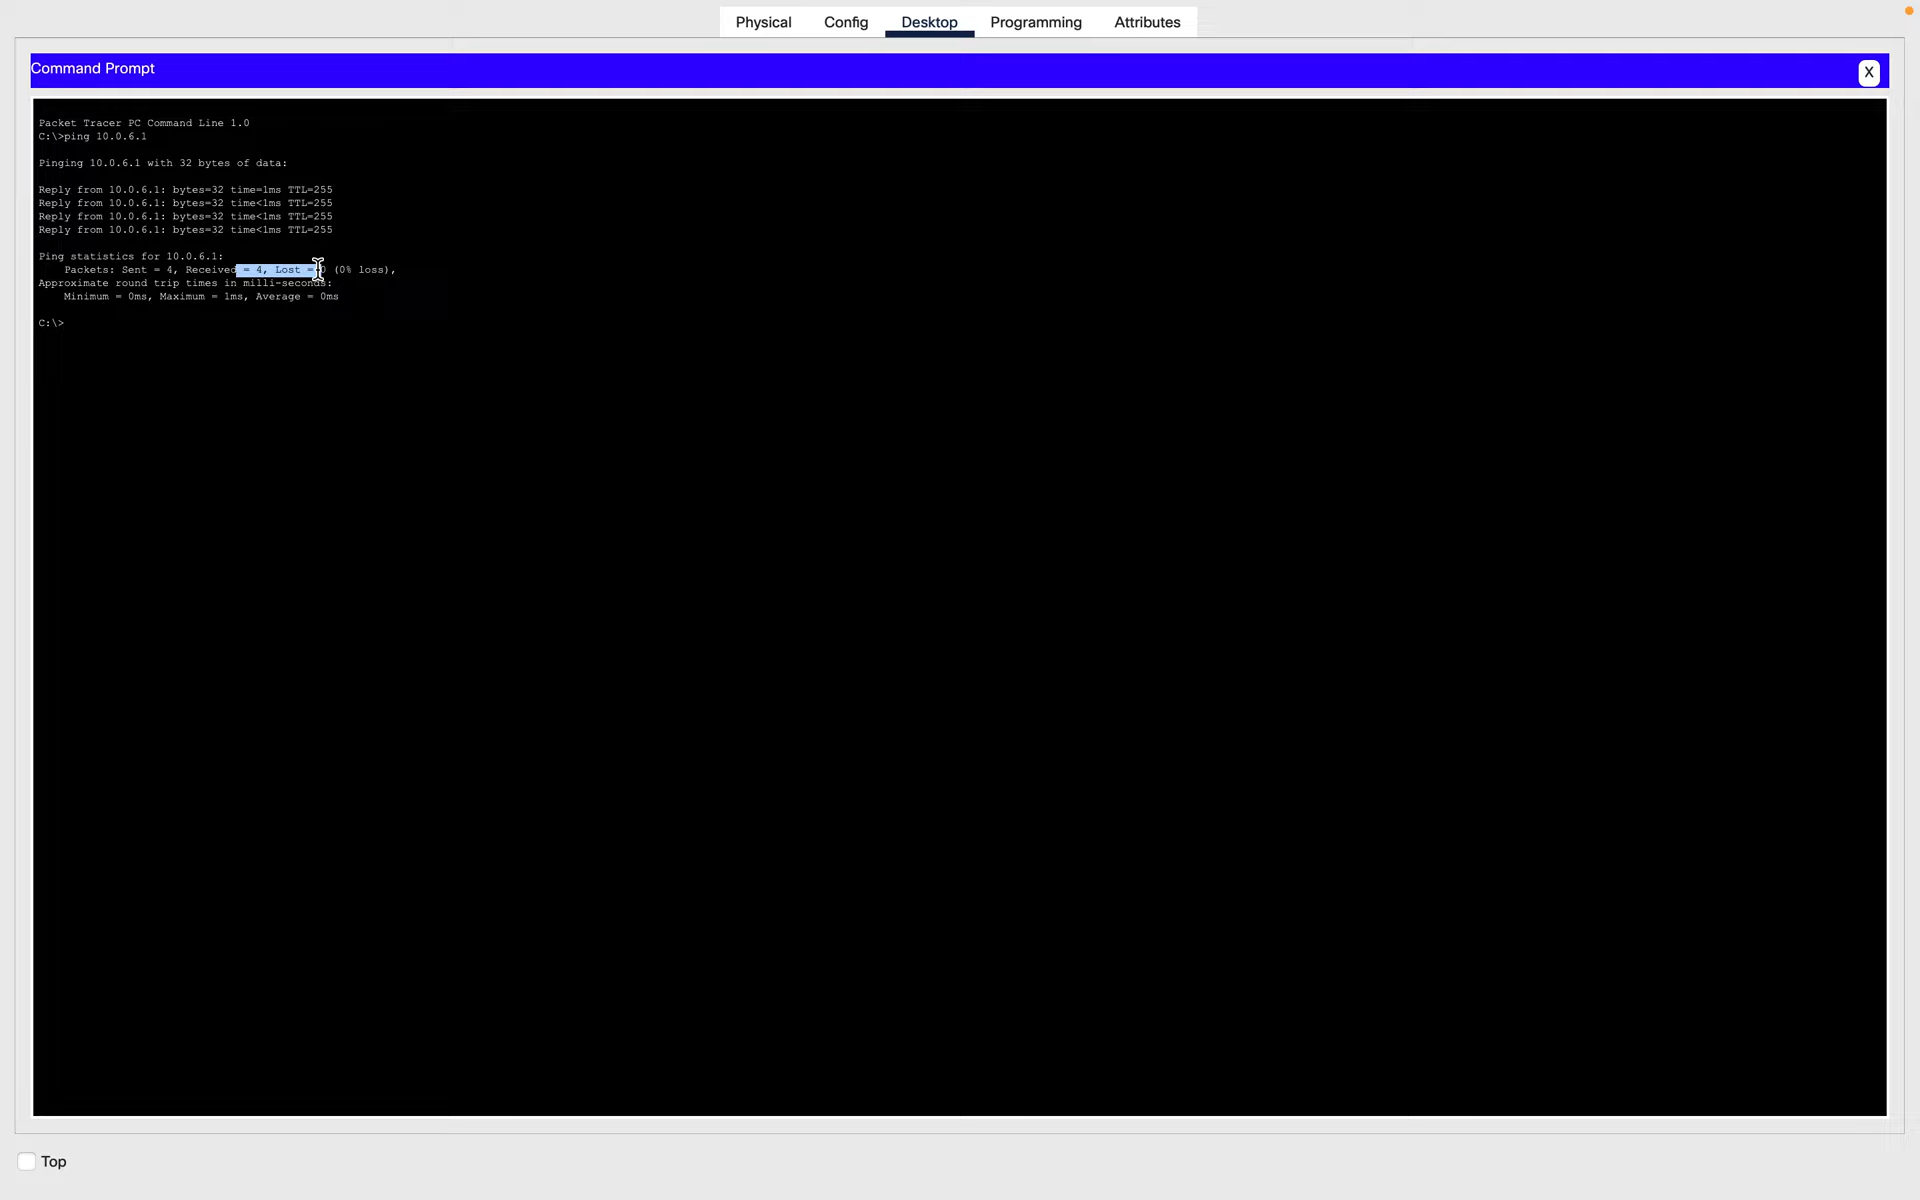 Physical Config Desktop Programming Attributes
Command Prompt
X
Packet Tracer PC Command Line 1.0
C:\>ping 10.0.6.1
Pinging 10.0.6.1 with 32 bytes of data:
Reply from 10.0.6.1: bytes=32 time=1ms TTL=255
Reply from 10.0.6.1: bytes=32 time<1ms TTL=255
Reply from 10.0.6.1: bytes=32 time<1ms TTL=255
Reply from 10.0.6.1: bytes=32 time<1ms TTL=255
Ping statistics for 10.0.6.1:
Packets: Sent = 4, Received = 4, Lost = 0 (0% loss),
Approximate round trip times in milli-seconds:
Minimum = 0ms, Maximum = 1ms, Average = 0ms
C:\>
Top